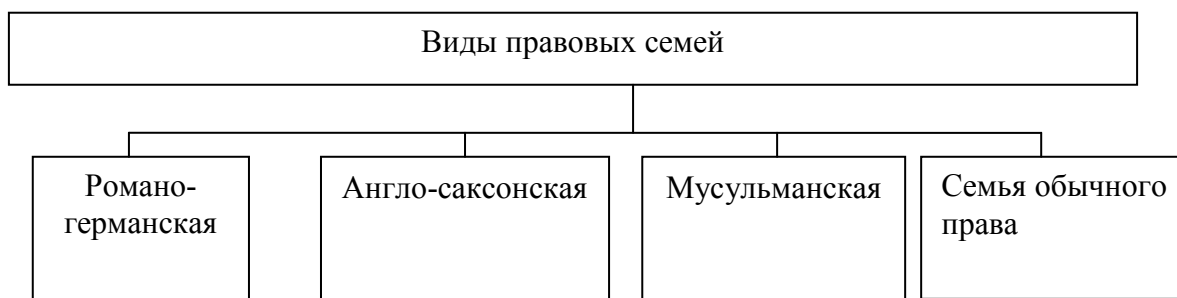 Виды правовых семей
Романо-
германская
Англо-саксонская
Мусульманская
Семья обычного
права